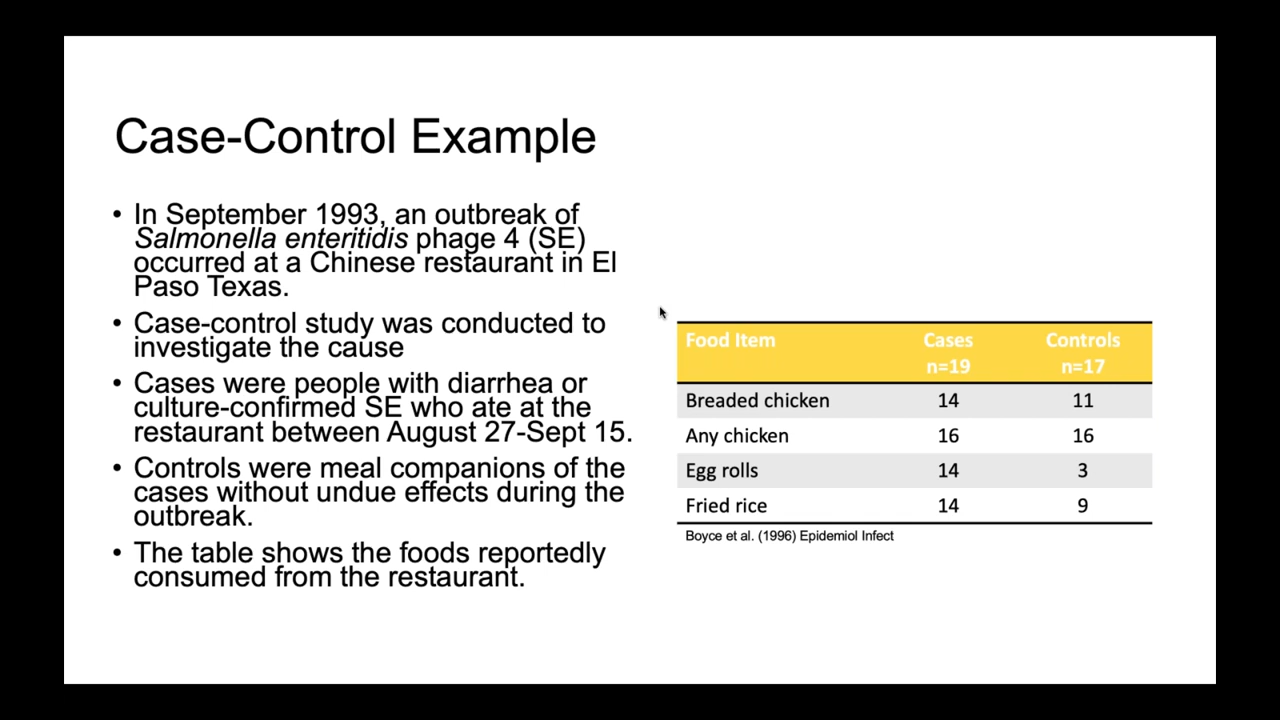 Case-Control Example
• In September 1993, an outbreak of
Salmonella enteritidis phage 4 (SE)
occurred at a Chinese restaurant in El
Paso Texas.
• Case-control study was conducted to
investigate the cause
• Cases were people with diarrhea or
culture-confirmed SE who ate at the
restaurant between August 27-Sept 15.
• Controls were meal companions of the
cases without undue effects during the
outbreak.
• The table shows the foods reportedly
consumed from the restaurant.
Food Item Cases Controls
n=19 n=17
Breaded chicken 14 11
Any chicken 16 16
Egg rolls 14 3
Fried rice 14 9
Boyce et al. (1996) Epidemiol Infect